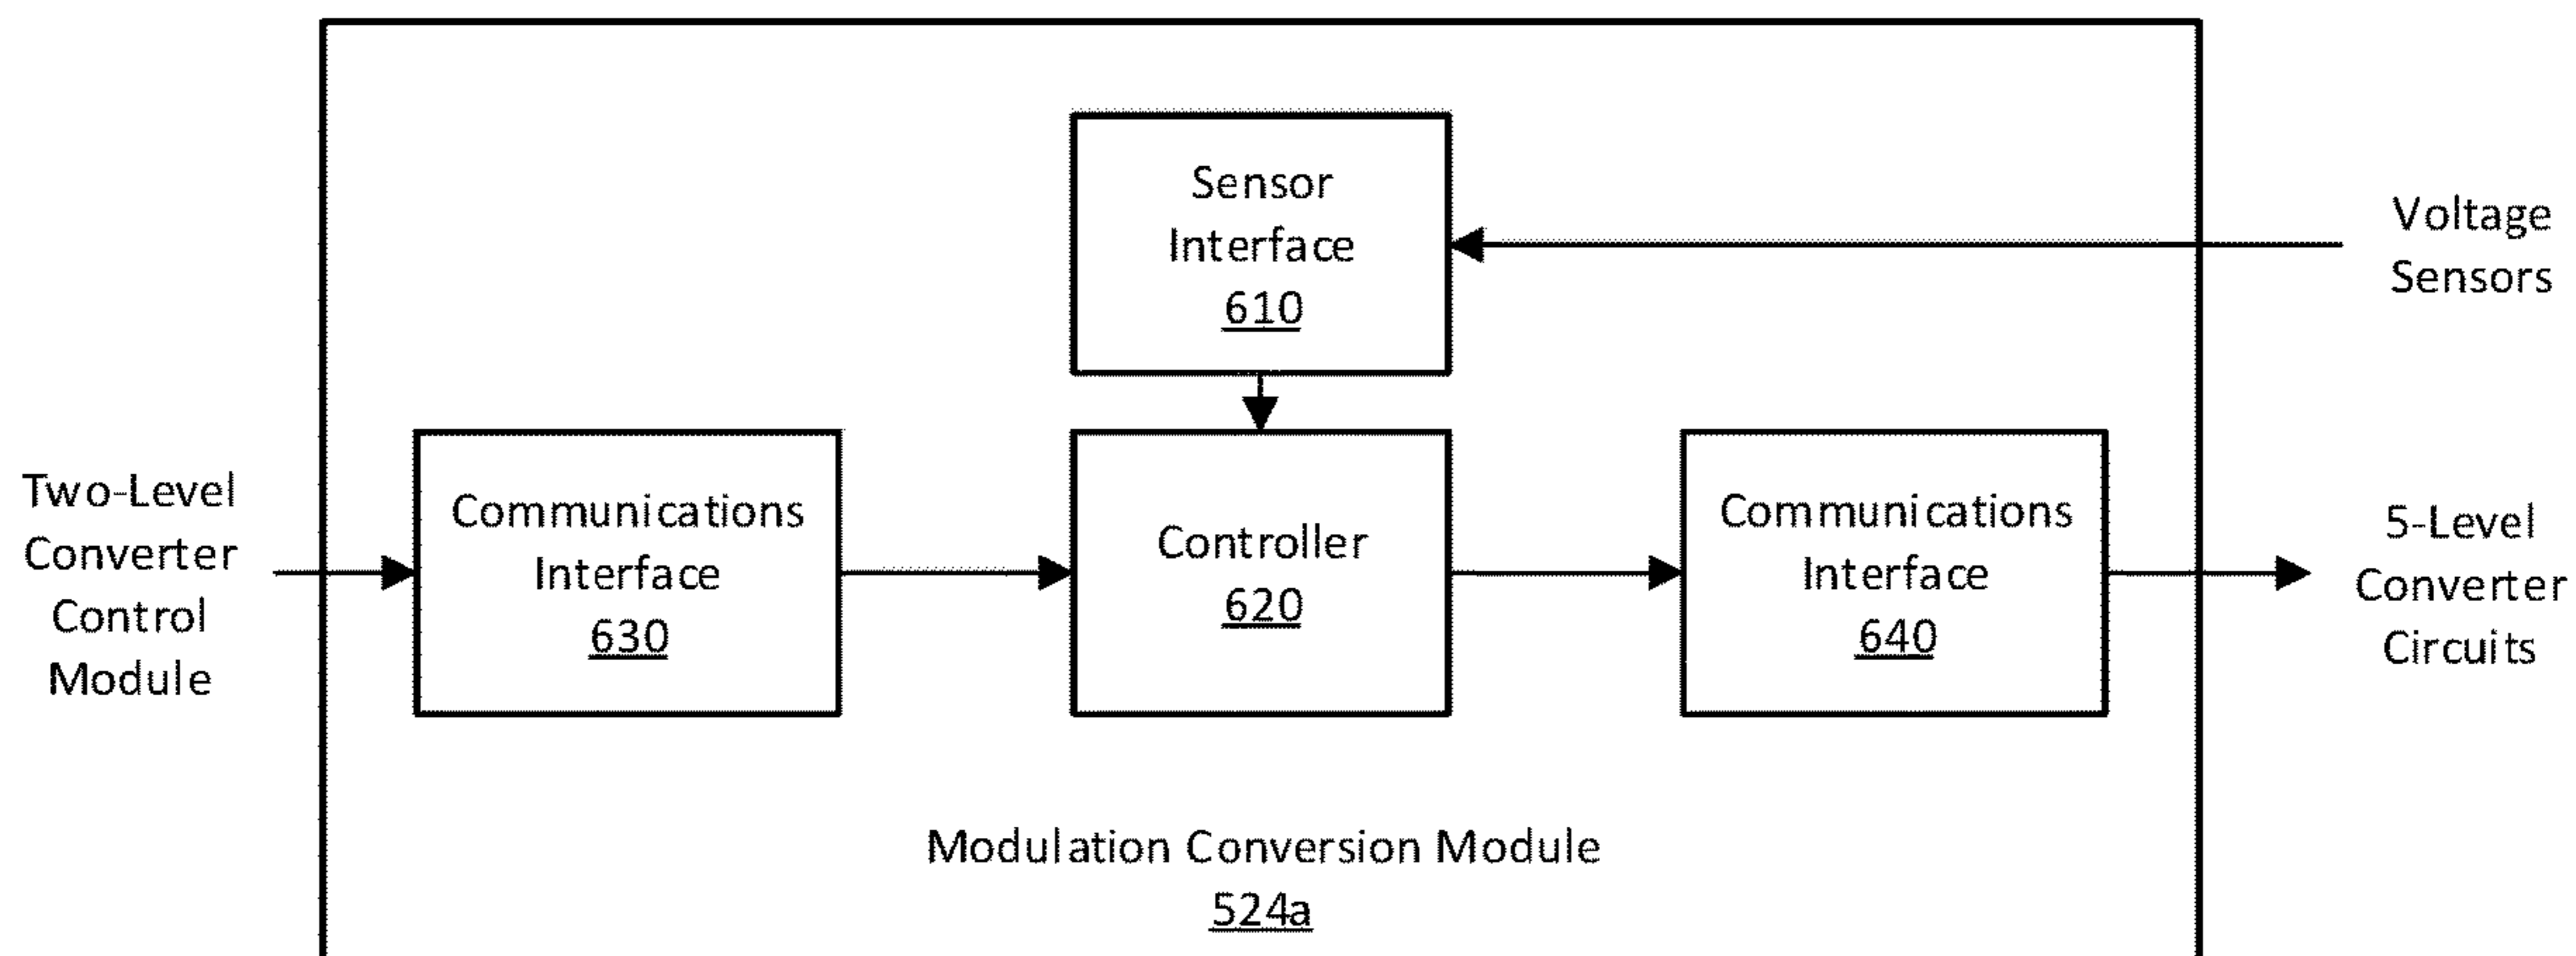 Sensor
Interface
610
Voltage
Sensors
Two-Level
Converter
Control
Module
Communications
Interface
630
Controller
620
Communications
Interface
640
5-Level
Converter
Circuits
Modulation Conversion Module
524a